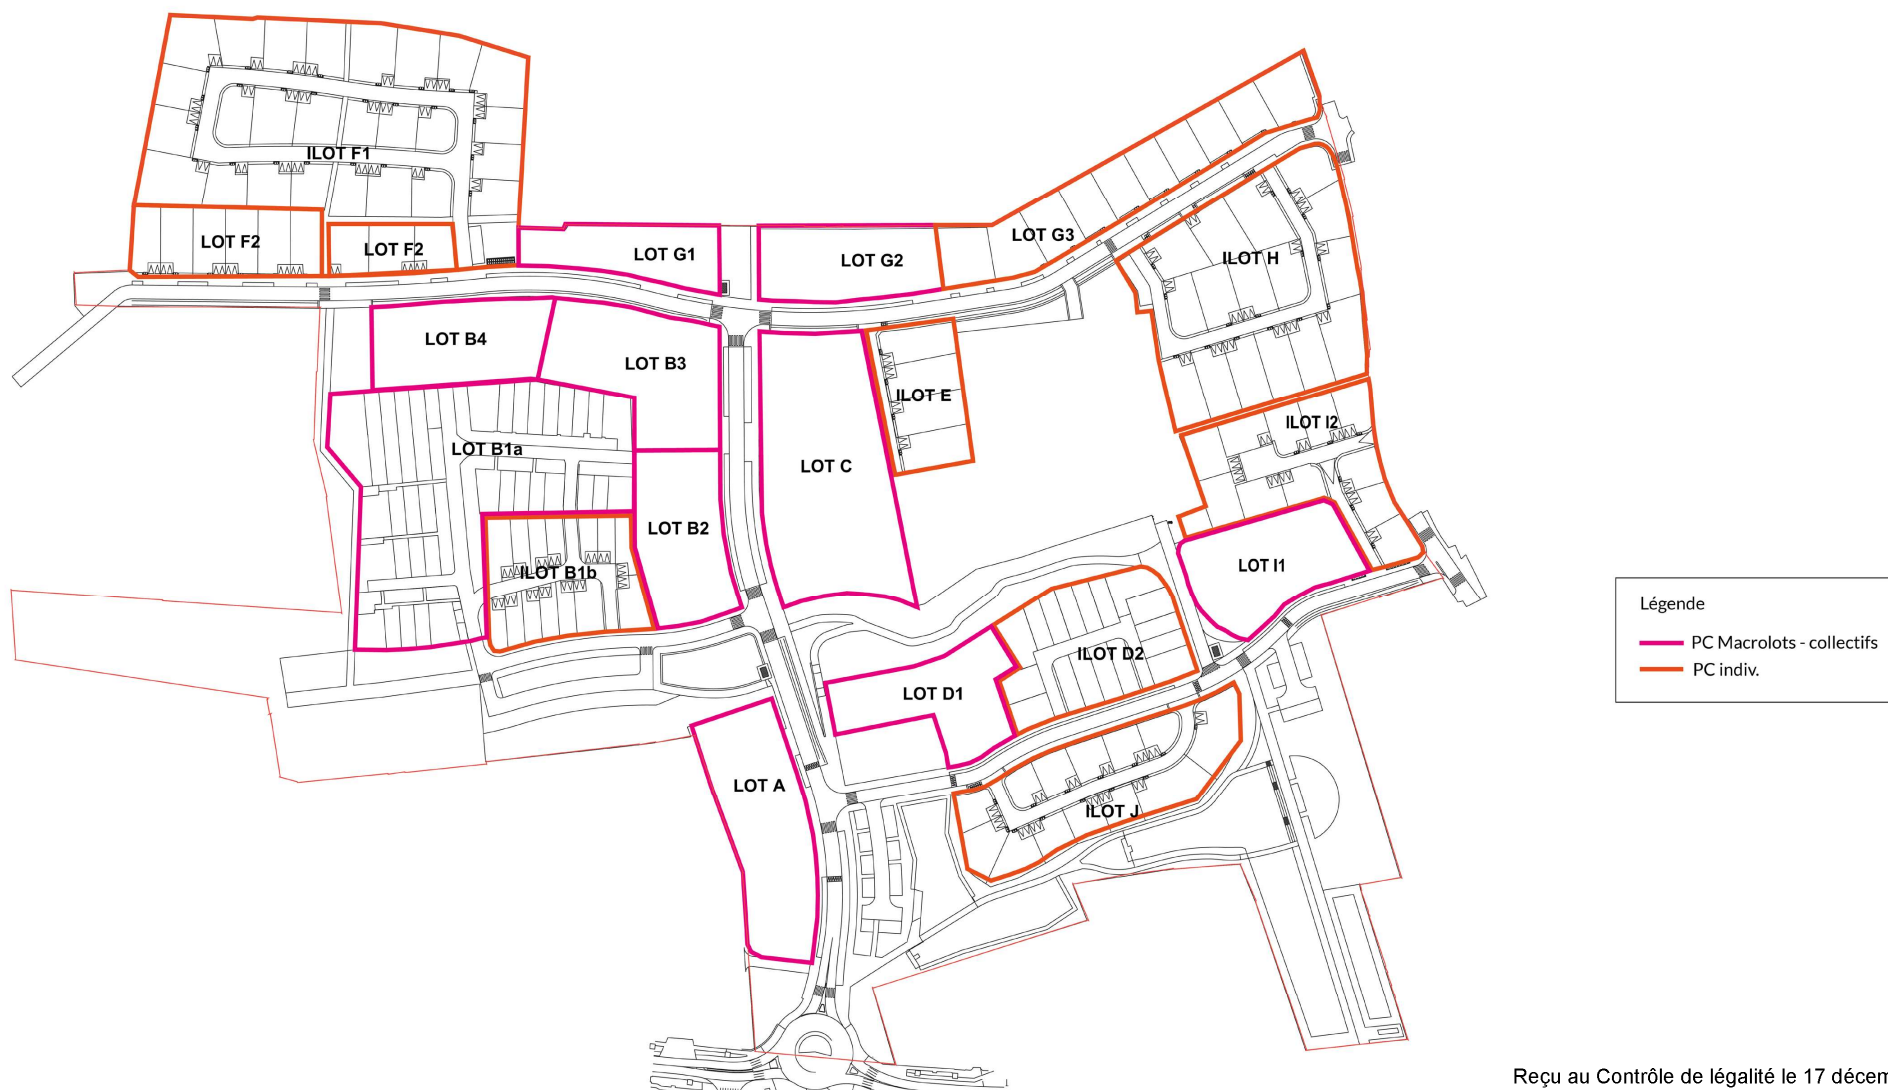 ILOT F1
LOT F2
LOT F2
LOT G1
LOT G2
LOT G3
ILOT H
LOT B4
LOT B3
ILOT E
ILOT I2
LOT B1a
LOT C
LOT B2
ILOT B1b
LOT I1
ILOT D2
LOT D1
LOT A
ILOT J
Légende
PC Macrolots - collectifs
PC indiv.
Reçu au Contrôle de légalité le 17 décem